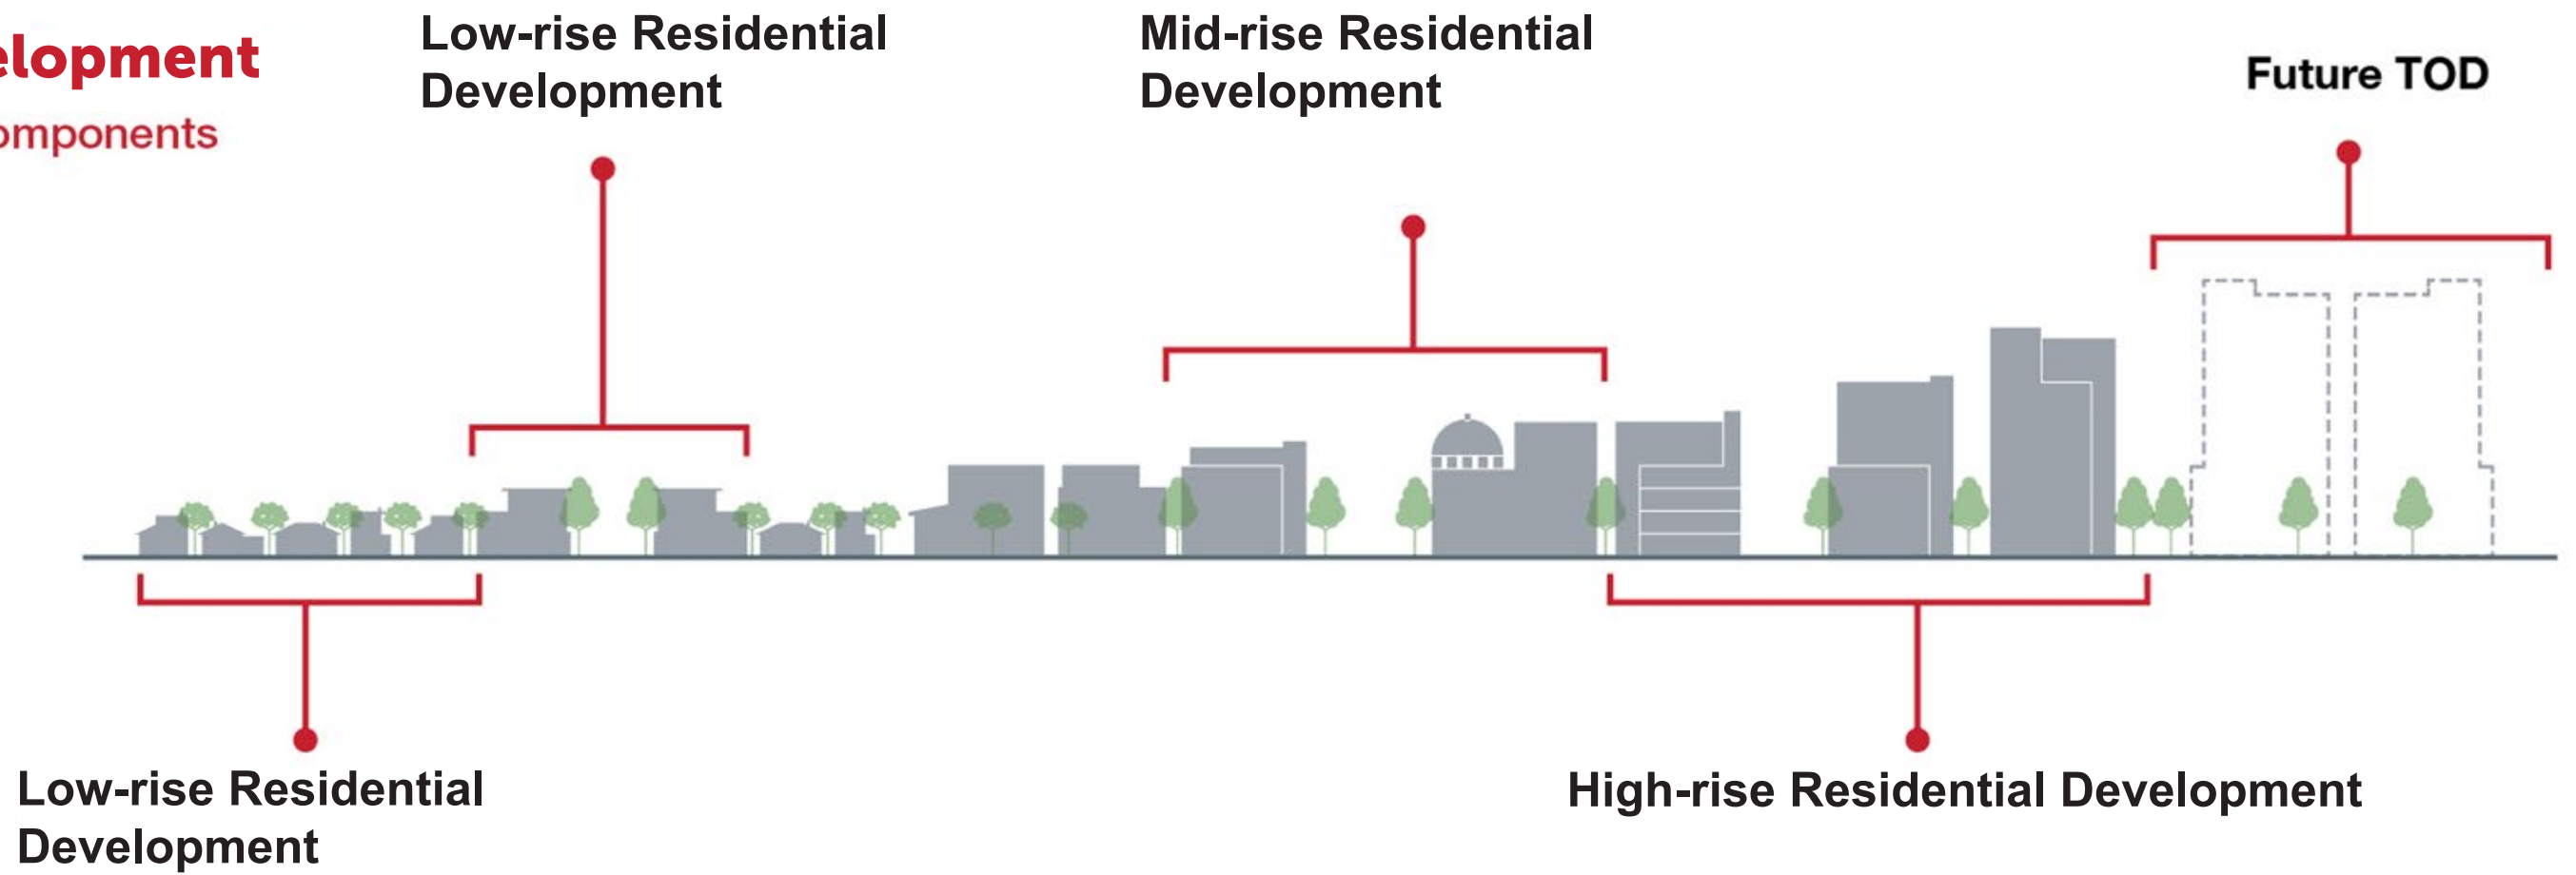 elopment
omponents
Low-rise Residential
Development
Mid-rise Residential
Development
Future TOD
Low-rise Residential
Development
High-rise Residential Development